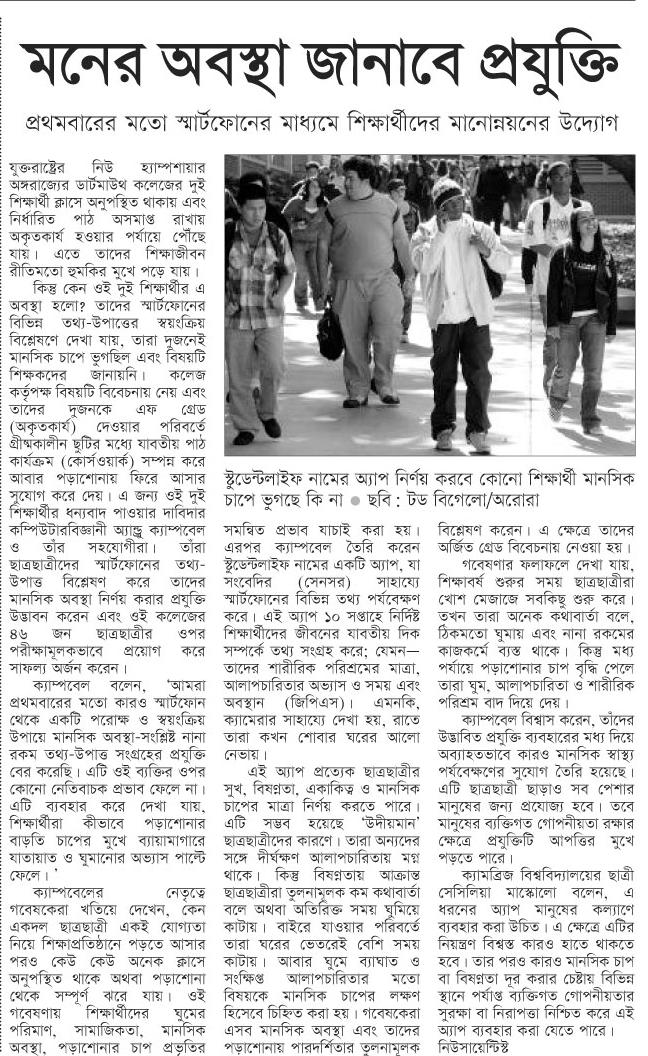 মনের অবস্থা জানাবে প্রযুক্তি
প্রথমবারের মতো স্মার্টফোনের মাধ্যমে শিক্ষার্থীদের মানোন্নয়নের উদ্যোগ
যুক্তরাষ্ট্রের নিউ হ্যাম্পশায়ার
অঙ্গরাজ্যের ডার্টমাউথ কলেজের দুই
শিক্ষার্থী ক্লাসে অনুপস্থিত থাকায় এবং
নির্ধারিত পাঠ অসমাপ্ত রাখায়
অকৃতকার্য হওয়ার পর্যায়ে পৌঁছে
যায়। এতে তাদের শিক্ষাজীবন
রীতিমতো হুমকির মুখে পড়ে যায়।
কিন্তু কেন ওই দুই শিক্ষার্থীর এ
অবস্থা হলো? তাদের স্মার্টফোনের
বিভিন্ন তথ্য-উপাত্তের স্বয়ংক্রিয়
বিশ্লেষণে দেখা যায়, তারা দুজনেই
মানসিক চাপে ভুগছিল এবং বিষয়টি
শিক্ষকদের জানায়নি। কলেজ
কর্তৃপক্ষ বিষয়টি বিবেচনায় নেয় এবং
তাদের দুজনকে এফ গ্রেড
(অকৃতকার্য) দেওয়ার পরিবর্তে
গ্রীষ্মকালীন ছুটির মধ্যে যাবতীয় পাঠ
কার্যক্রম (কোর্সওয়ার্ক) সম্পন্ন করে
আবার পড়াশোনায় ফিরে আসার
সুযোগ করে দেয়। এ জন্য ওই দুই
শিক্ষার্থীর ধন্যবাদ পাওয়ার দাবিদার
কম্পিউটারবিজ্ঞানী অ্যান্ড্রু ক্যাম্পবেল
ও তাঁর সহযোগীরা। তাঁরা
ছাত্রছাত্রীদের স্মার্টফোনের তথ্য-
উপাত্ত বিশ্লেষণ করে তাদের
মানসিক অবস্থা নির্ণয় করার প্রযুক্তি
উদ্ভাবন করেন এবং ওই কলেজের
৪৬ জন ছাত্রছাত্রীর ওপর
পরীক্ষামূলকভাবে প্রয়োগ করে
সাফল্য অর্জন করেন।
ক্যাম্পবেল বলেন, ‘আমরা
প্রথমবারের মতো কারও স্মার্টফোন
থেকে একটি পরোক্ষ ও স্বয়ংক্রিয়
উপায়ে মানসিক অবস্থা-সংশ্লিষ্ট নানা
রকম তথ্য-উপাত্ত সংগ্রহের প্রযুক্তি
বের করেছি। এটি ওই ব্যক্তির ওপর
কোনো নেতিবাচক প্রভাব ফেলে না।
এটি ব্যবহার করে দেখা যায়,
শিক্ষার্থীরা কীভাবে পড়াশোনার
বাড়তি চাপের মুখে ব্যায়ামাগারে
যাতায়াত ও ঘুমানোর অভ্যাস পাল্টে
ফেলে।’
ক্যাম্পবেলের নেতৃত্বে
গবেষকেরা খতিয়ে দেখেন, কেন
একদল ছাত্রছাত্রী একই যোগ্যতা
নিয়ে শিক্ষাপ্রতিষ্ঠানে পড়তে আসার
পরও কেউ কেউ অনেক ক্লাসে
অনুপস্থিত থাকে অথবা পড়াশোনা
থেকে সম্পূর্ণ ঝরে যায়। ওই
গবেষণায় শিক্ষার্থীদের ঘুমের
পরিমাণ, সামাজিকতা, মানসিক
অবস্থা, পড়াশোনার চাপ প্রভৃতির
স্টুডেন্টলাইফ নামের অ্যাপ নির্ণয় করবে কোনো শিক্ষার্থী মানসিক
চাপে ভুগছে কি না ● ছবি : টড বিগেলো/অরোরা
সমন্বিত প্রভাব যাচাই করা হয়।
এরপর ক্যাম্পবেল তৈরি করেন
স্টুডেন্টলাইফ নামের একটি অ্যাপ, যা
সংবেদির (সেনসর) সাহায্যে
স্মার্টফোনের বিভিন্ন তথ্য পর্যবেক্ষণ
করে। এই অ্যাপ ১০ সপ্তাহে নির্দিষ্ট
শিক্ষার্থীদের জীবনের যাবতীয় দিক
সম্পর্কে তথ্য সংগ্রহ করে; যেমন—
তাদের শারীরিক পরিশ্রমের মাত্রা,
আলাপচারিতার অভ্যাস ও সময় এবং
অবস্থান (জিপিএস)। এমনকি,
ক্যামেরার সাহায্যে দেখা হয়, রাতে
তারা কখন শোবার ঘরের আলো
নেভায়।
এই অ্যাপ প্রত্যেক ছাত্রছাত্রীর
সুখ, বিষণ্নতা, একাকিত্ব ও মানসিক
চাপের মাত্রা নির্ণয় করতে পারে।
এটি সম্ভব হয়েছে ‘উদীয়মান’
ছাত্রছাত্রীদের কারণে। তারা অন্যদের
সঙ্গে দীর্ঘক্ষণ আলাপচারিতায় মগ্ন
থাকে। কিন্তু বিষণ্নতায় আক্রান্ত
ছাত্রছাত্রীরা তুলনামূলক কম কথাবার্তা
বলে অথবা অতিরিক্ত সময় ঘুমিয়ে
কাটায়। বাইরে যাওয়ার পরিবর্তে
তারা ঘরের ভেতরেই বেশি সময়
কাটায়। আবার ঘুমে ব্যাঘাত ও
সংক্ষিপ্ত আলাপচারিতার মতো
বিষয়কে মানসিক চাপের লক্ষণ
হিসেবে চিহ্নিত করা হয়। গবেষকেরা
এসব মানসিক অবস্থা এবং তাদের
পড়াশোনায় পারদর্শিতার তুলনামূলক
বিশ্লেষণ করেন। এ ক্ষেত্রে তাদের
অর্জিত গ্রেড বিবেচনায় নেওয়া হয়।
গবেষণার ফলাফলে দেখা যায়,
শিক্ষাবর্ষ শুরুর সময় ছাত্রছাত্রীরা
খোশ মেজাজে সবকিছু শুরু করে।
তখন তারা অনেক কথাবার্তা বলে,
ঠিকমতো ঘুমায় এবং নানা রকমের
কাজকর্মে ব্যস্ত থাকে। কিন্তু মধ্য
পর্যায়ে পড়াশোনার চাপ বৃদ্ধি পেলে
তারা ঘুম, আলাপচারিতা ও শারীরিক
পরিশ্রম বাদ দিয়ে দেয়।
ক্যাম্পবেল বিশ্বাস করেন, তাঁদের
উদ্ভাবিত প্রযুক্তি ব্যবহারের মধ্য দিয়ে
অব্যাহতভাবে কারও মানসিক স্বাস্থ্য
পর্যবেক্ষণের সুযোগ তৈরি হয়েছে।
এটি ছাত্রছাত্রী ছাড়াও সব পেশার
মানুষের জন্য প্রযোজ্য হবে। তবে
মানুষের ব্যক্তিগত গোপনীয়তা রক্ষার
ক্ষেত্রে প্রযুক্তিটি আপত্তির মুখে
পড়তে পারে।
ক্যামব্রিজ বিশ্ববিদ্যালয়ের ছাত্রী
সেসিলিয়া মাস্কোলো বলেন, এ
ধরনের অ্যাপ মানুষের কল্যাণে
ব্যবহার করা উচিত। এ ক্ষেত্রে এটির
নিয়ন্ত্রণ বিশ্বস্ত কারও হাতে থাকতে
হবে। তার পরও কারও মানসিক চাপ
বা বিষণ্নতা দূর করার চেষ্টায় বিভিন্ন
স্থানে পর্যাপ্ত ব্যক্তিগত গোপনীয়তার
সুরক্ষা বা নিরাপত্তা নিশ্চিত করে এই
অ্যাপ ব্যবহার করা যেতে পারে।
নিউসায়েন্টিস্ট